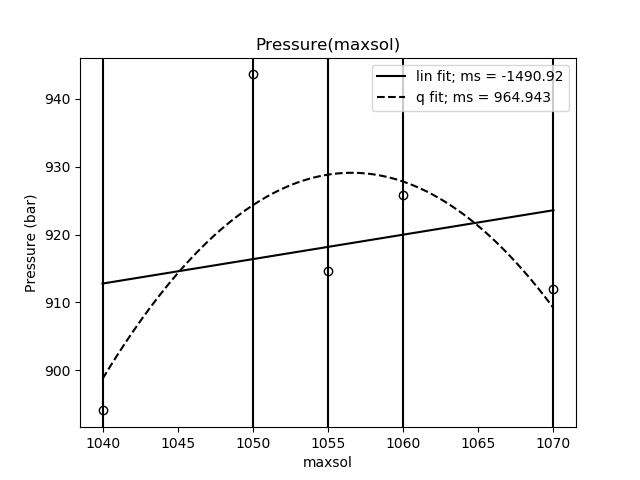 Pressure(maxsol)
lin fit; ms = -1490.92
q fit; ms = 964.943
Pressure (bar)
940
930
920
910
900
1040 1045 1050 1055 1060 1065 1070
maxsol